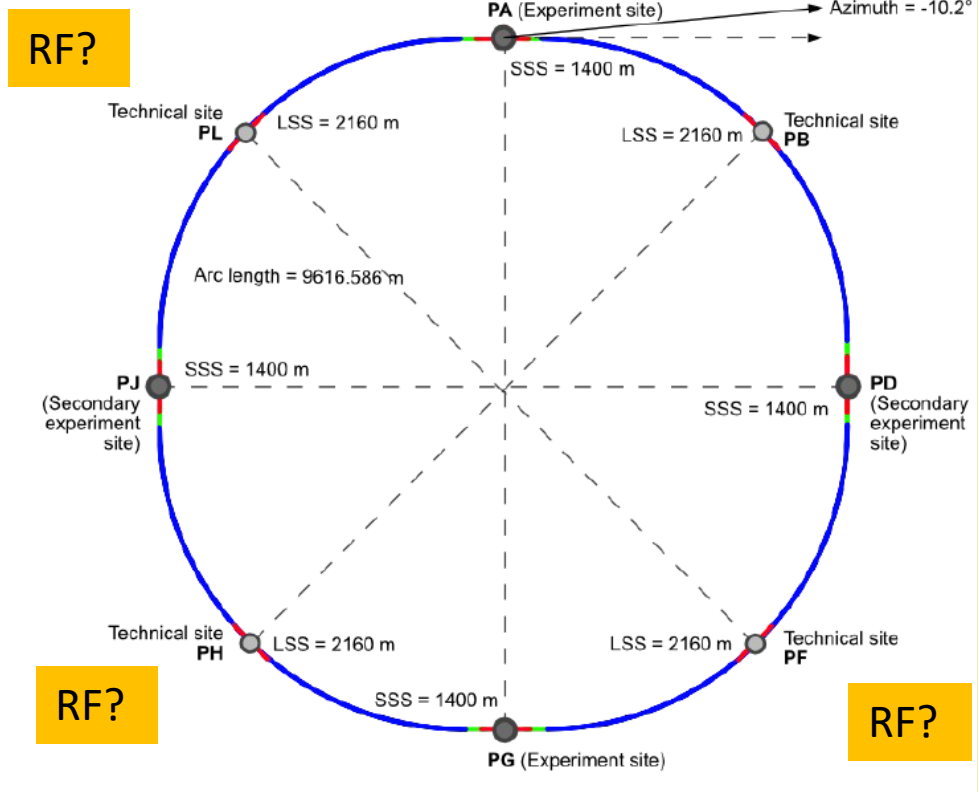 PA (Experiment site)
Azimuth = -10.2°
RF?
SSS = 1400 m
Technical site
PL
LSS = 2160 m
LSS = 2160 m
Technical site
PB
Arc length = 9616.586 m
PJ
(Secondary
experiment
site)
SSS = 1400 m
SSS = 1400 m
PD
(Secondary
experiment
site)
Technical site
PH
LSS = 2160 m
LSS = 2160 m
Technical site
PF
RF?
SSS = 1400 m
RF?
PG (Experiment site)